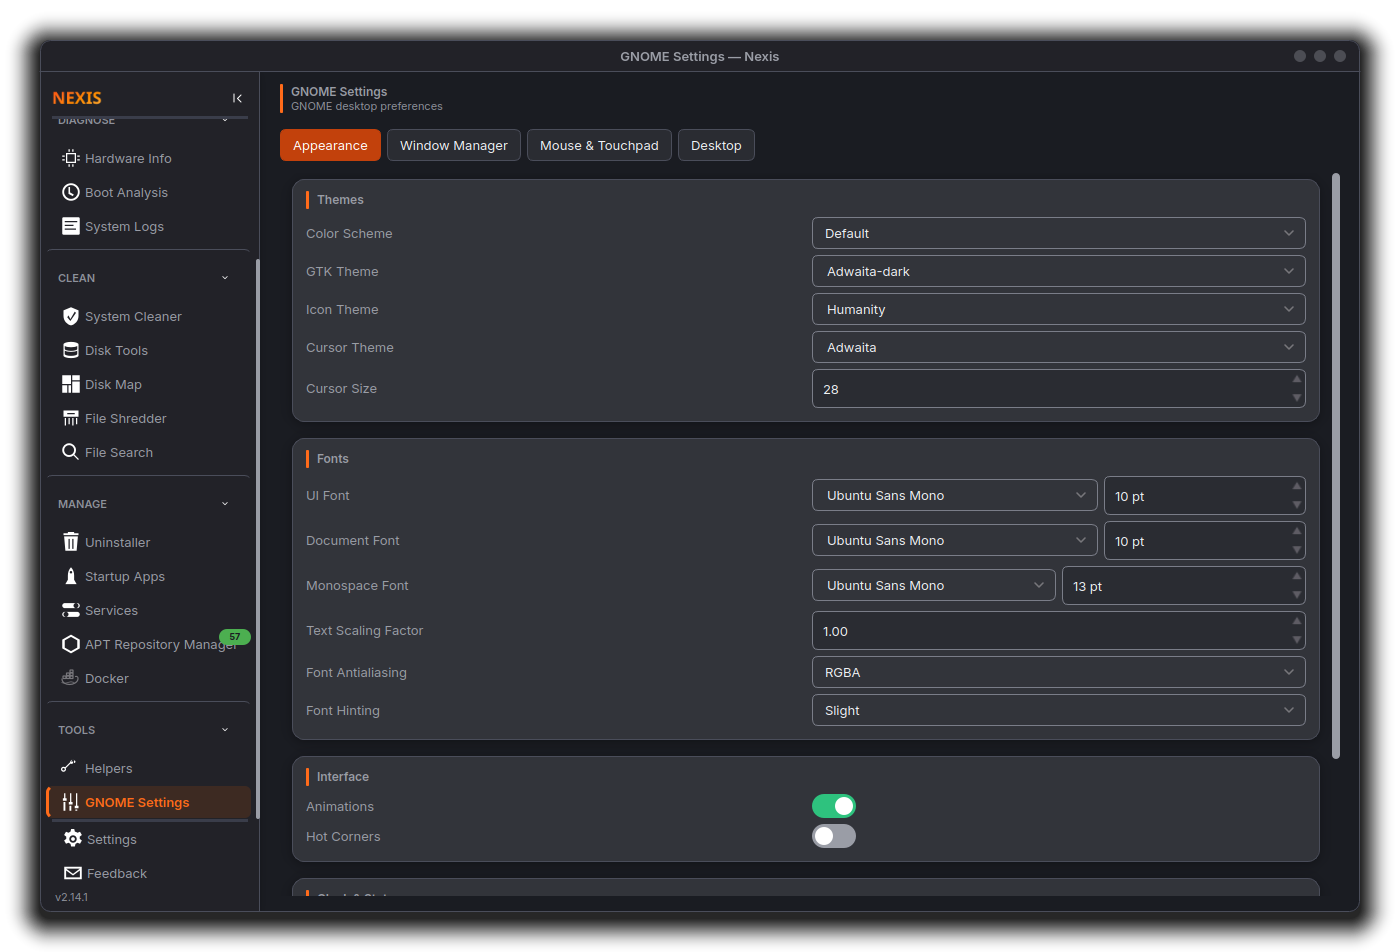 GNOME Settings — Nexis
NEXIS
DIAGNOSE
Hardware Info
Boot Analysis
System Logs
CLEAN
System Cleaner
Disk Tools
Disk Map
File Shredder
File Search
MANAGE
Uninstaller
Startup Apps
Services
APT Repository Manager
57
Docker
TOOLS
Helpers
GNOME Settings
Settings
Feedback
v2.14.1
GNOME Settings
GNOME desktop preferences
Appearance Window Manager Mouse & Touchpad Desktop
Themes
Color Scheme Default
GTK Theme Adwaita-dark
Icon Theme Humanity
Cursor Theme Adwaita
Cursor Size 28
Fonts
UI Font Ubuntu Sans Mono 10 pt
Document Font Ubuntu Sans Mono 10 pt
Monospace Font Ubuntu Sans Mono 13 pt
Text Scaling Factor 1.00
Font Antialiasing RGBA
Font Hinting Slight
Interface
Animations
Hot Corners